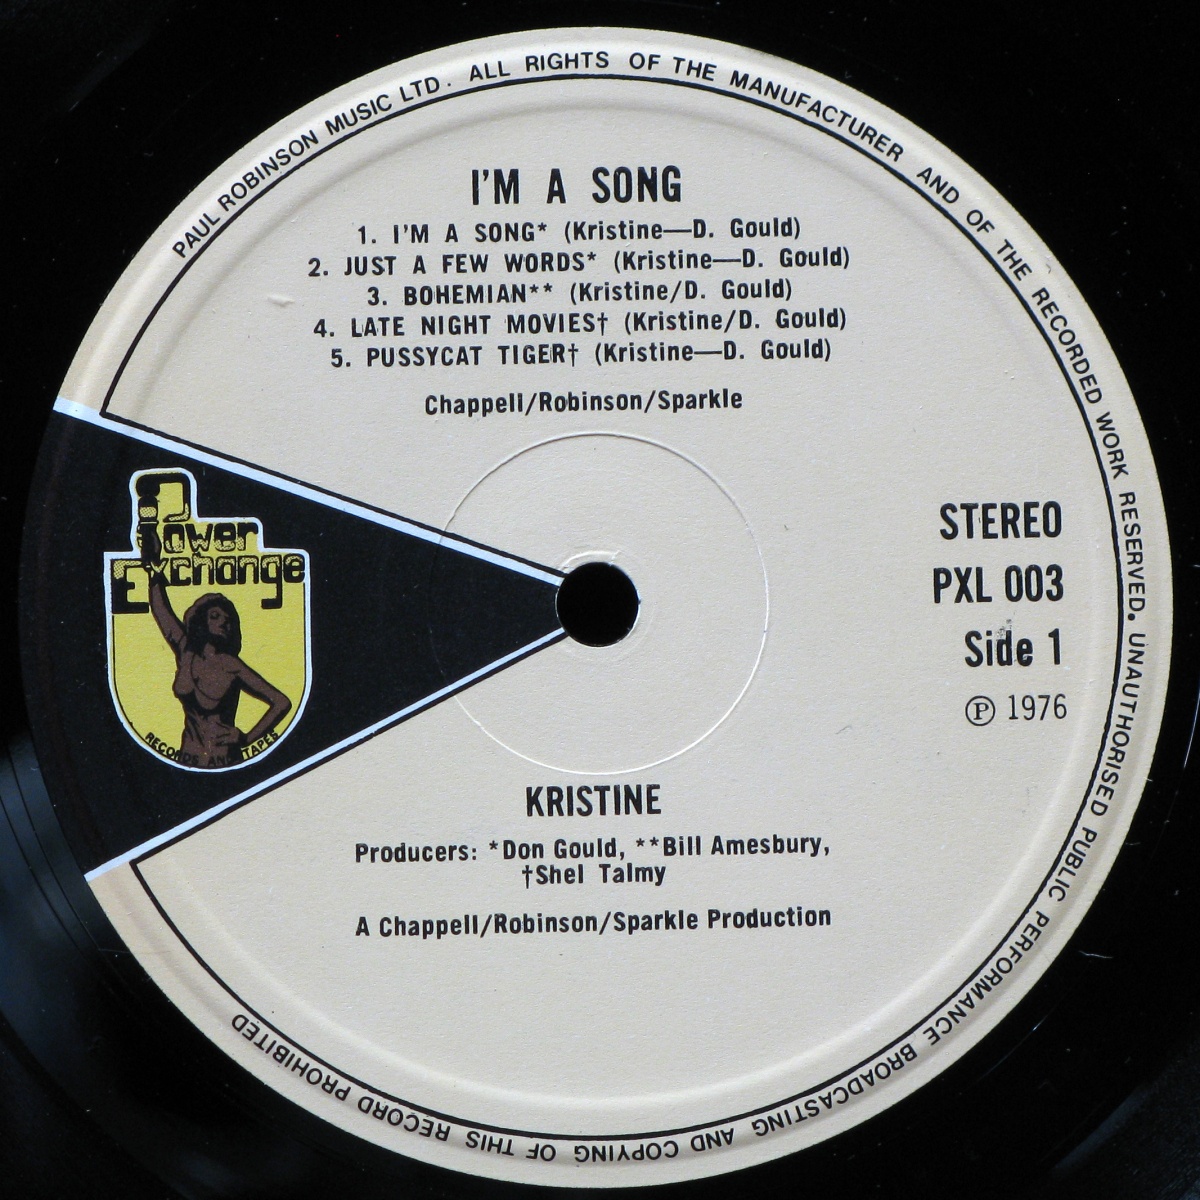 PAUL ROBINSON MUSIC LTD. ALL RIGHTS OF THE MANUFACTURER AND OF THE RECORDED WORK RESERVED. UNAUTHORISED PUBLIC PERFORMANCE BROADCASTING AND COPYING OF THIS RECORD PROHIBITED
I'M A SONG
1. I'M A SONG* (Kristine—D. Gould)
2. JUST A FEW WORDS* (Kristine—D. Gould)
3. BOHEMIAN** (Kristine/D. Gould)
4. LATE NIGHT MOVIES† (Kristine/D. Gould)
5. PUSSYCAT TIGER† (Kristine—D. Gould)
Chappell/Robinson/Sparkle
Power
Exchange
RECORDS AND TAPES
STEREO
PXL 003
Side 1
℗ 1976
KRISTINE
Producers: *Don Gould, **Bill Amesbury,
†Shel Talmy
A Chappell/Robinson/Sparkle Production